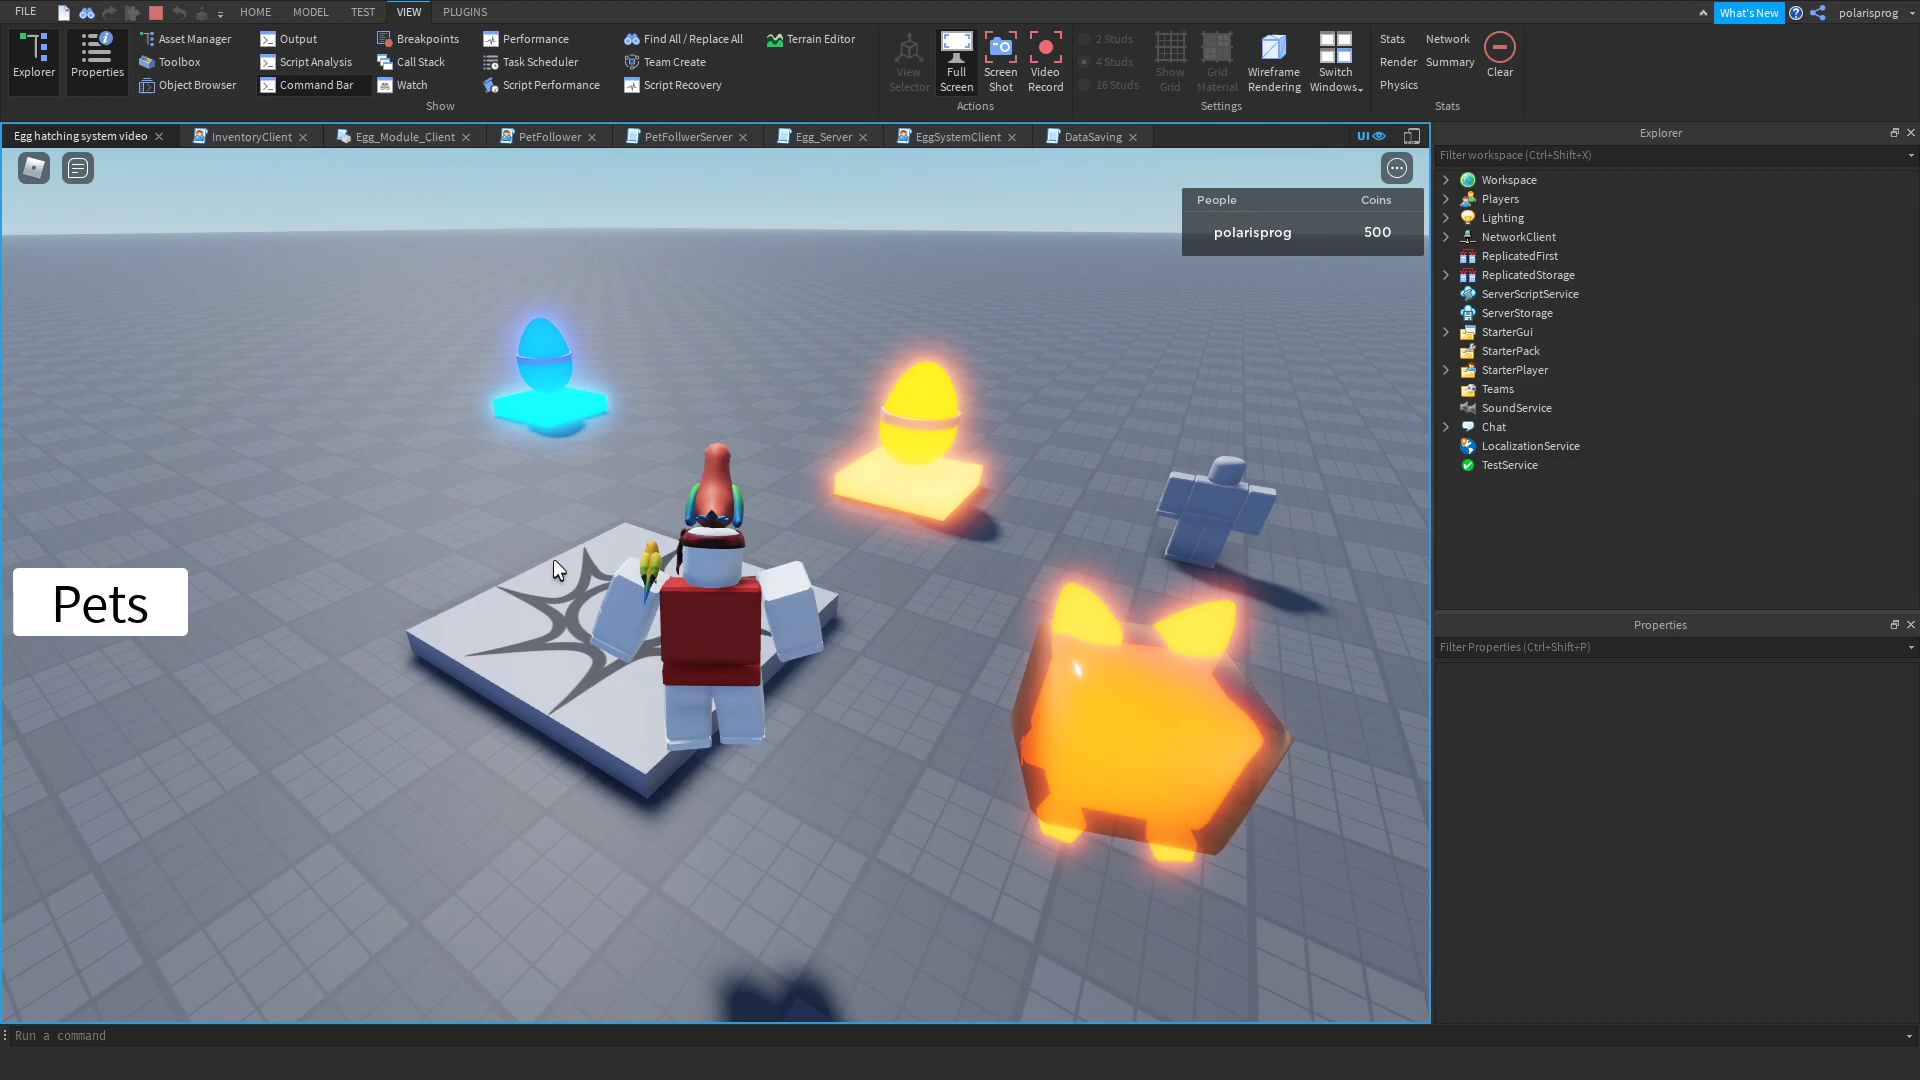 FILE HOME MODEL TEST VIEW PLUGINS What's New polarisprog
Explorer
Properties
Asset Manager
Toolbox
Object Browser
Output
Script Analysis
Command Bar
Breakpoints
Call Stack
Watch
Performance
Task Scheduler
Script Performance
Find All / Replace All
Team Create
Script Recovery
Terrain Editor
Show
View
Selector
Full
Screen
Screen
Shot
Video
Record
Actions
2 Studs
4 Studs
16 Studs
Show
Grid
Grid
Material
Wireframe
Rendering
Switch
Windows
Settings
Stats Network
Render Summary
Physics
Clear
Stats
Egg hatching system video InventoryClient Egg_Module_Client PetFollower PetFollwerServer Egg_Server EggSystemClient DataSaving UI
People Coins
polarisprog 500
Pets
Explorer
Filter workspace (Ctrl+Shift+X)
Workspace
Players
Lighting
NetworkClient
ReplicatedFirst
ReplicatedStorage
ServerScriptService
ServerStorage
StarterGui
StarterPack
StarterPlayer
Teams
SoundService
Chat
LocalizationService
TestService
Properties
Filter Properties (Ctrl+Shift+P)
Run a command